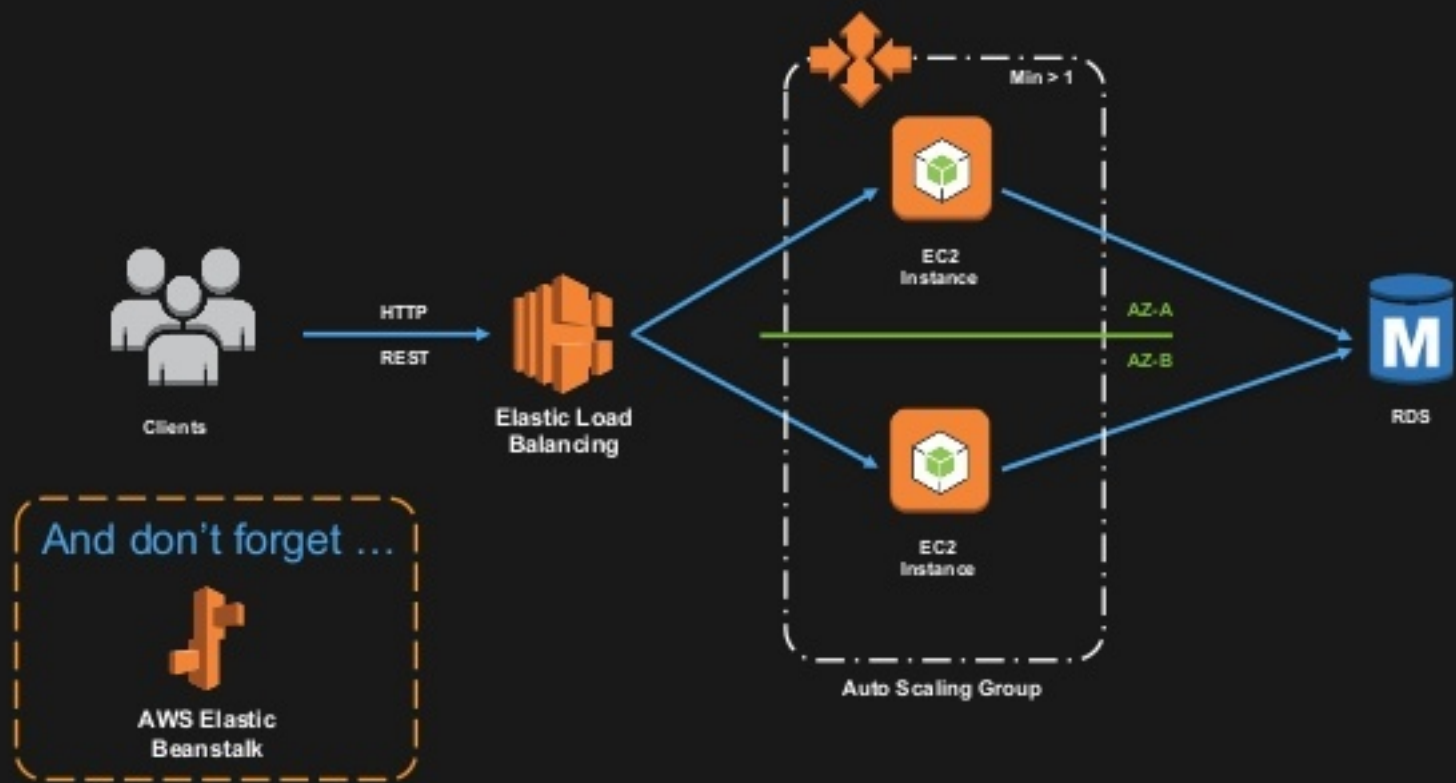 Min > 1
EC2
Instance
HTTP
REST
AZ-A
AZ-B
M
Clients
Elastic Load
Balancing
RDS
And don't forget ...
EC2
Instance
AWS Elastic
Beanstalk
Auto Scaling Group